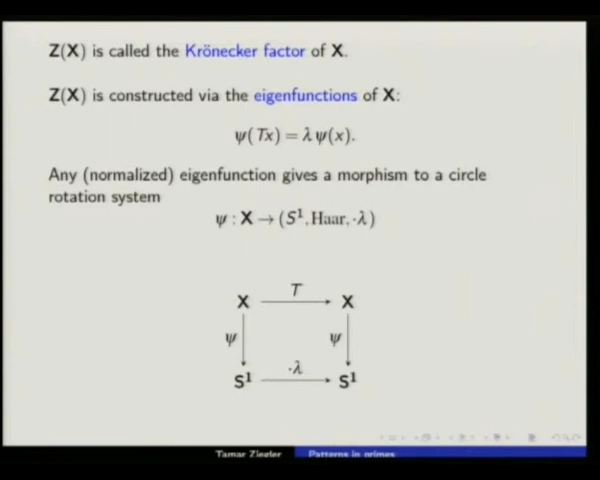 Z(X) is called the Krönecker factor of X.
Z(X) is constructed via the eigenfunctions of X:
ψ(Tx) = λ ψ(x).
Any (normalized) eigenfunction gives a morphism to a circle
rotation system
ψ : X → (S¹, Haar, ·λ)
X T X
ψ ψ
S¹ ·λ S¹
Tamar Ziegler Patterns in primes